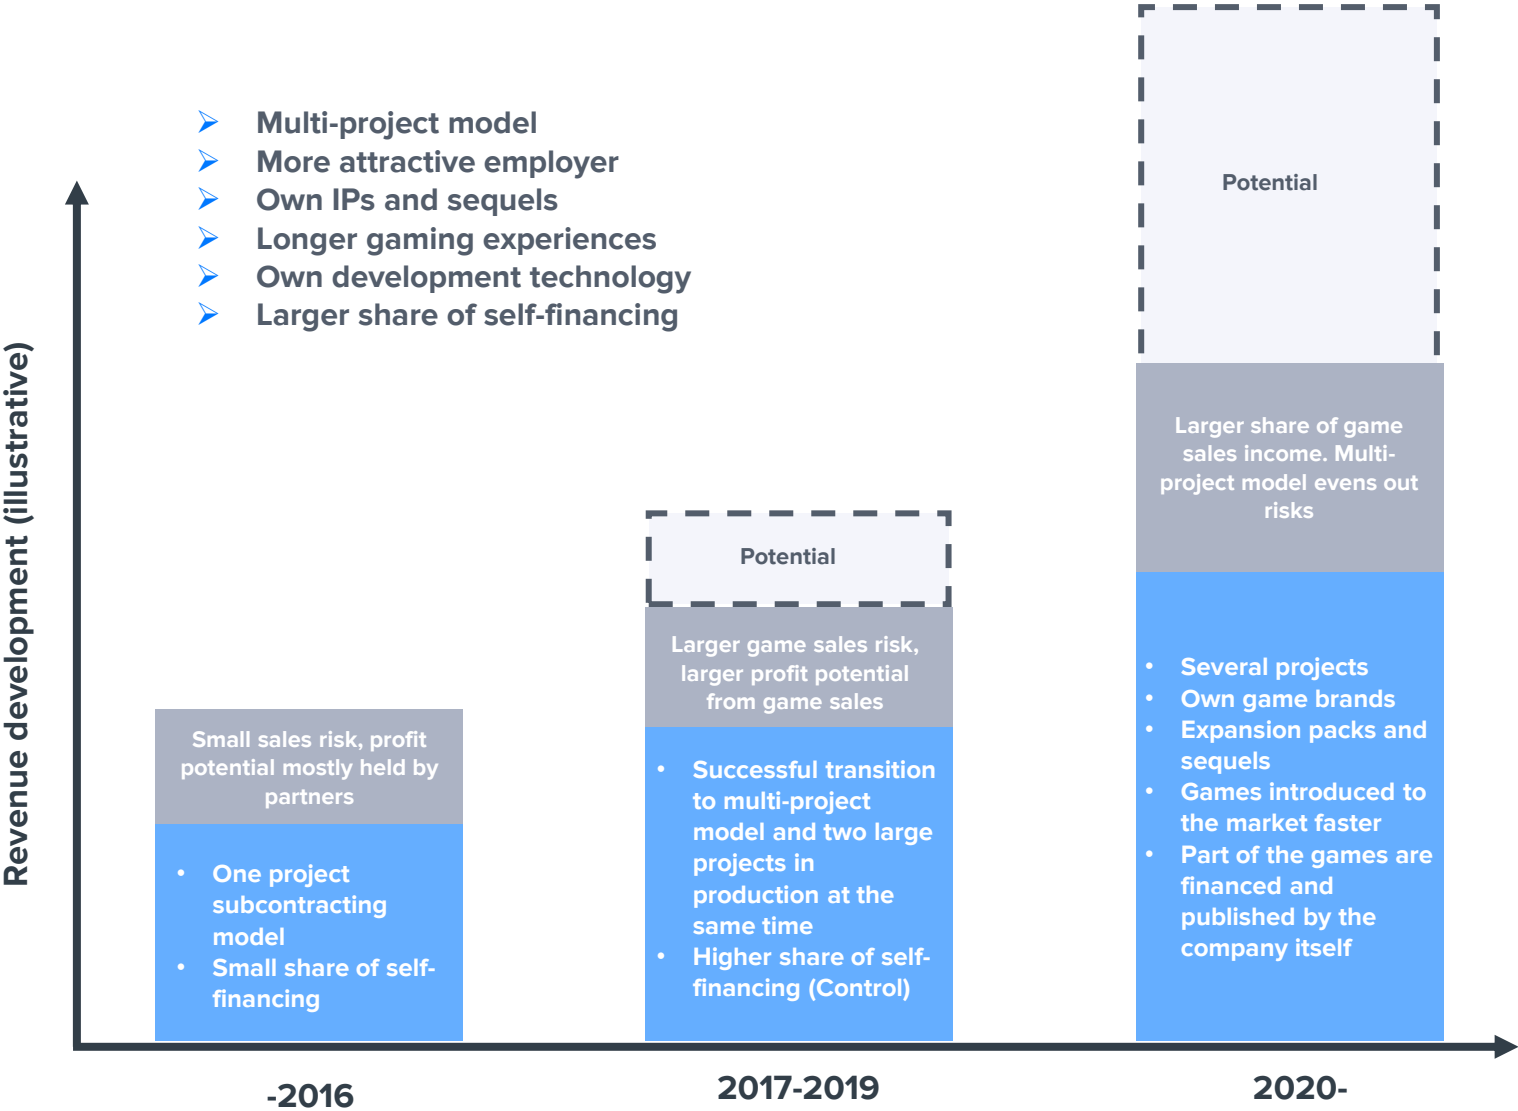 Multi-project model
More attractive employer
Own IPs and sequels
Longer gaming experiences
Own development technology
Larger share of self-financing
Revenue development (illustrative)
Small sales risk, profit
potential mostly held by
partners
• One project
subcontracting
model
• Small share of self-
financing
-2016
Potential
Larger game sales risk,
larger profit potential
from game sales
• Successful transition
to multi-project
model and two large
projects in
production at the
same time
• Higher share of self-
financing (Control)
2017-2019
Potential
Larger share of game
sales income. Multi-
project model evens out
risks
• Several projects
• Own game brands
• Expansion packs and
sequels
• Games introduced to
the market faster
• Part of the games are
financed and
published by the
company itself
2020-